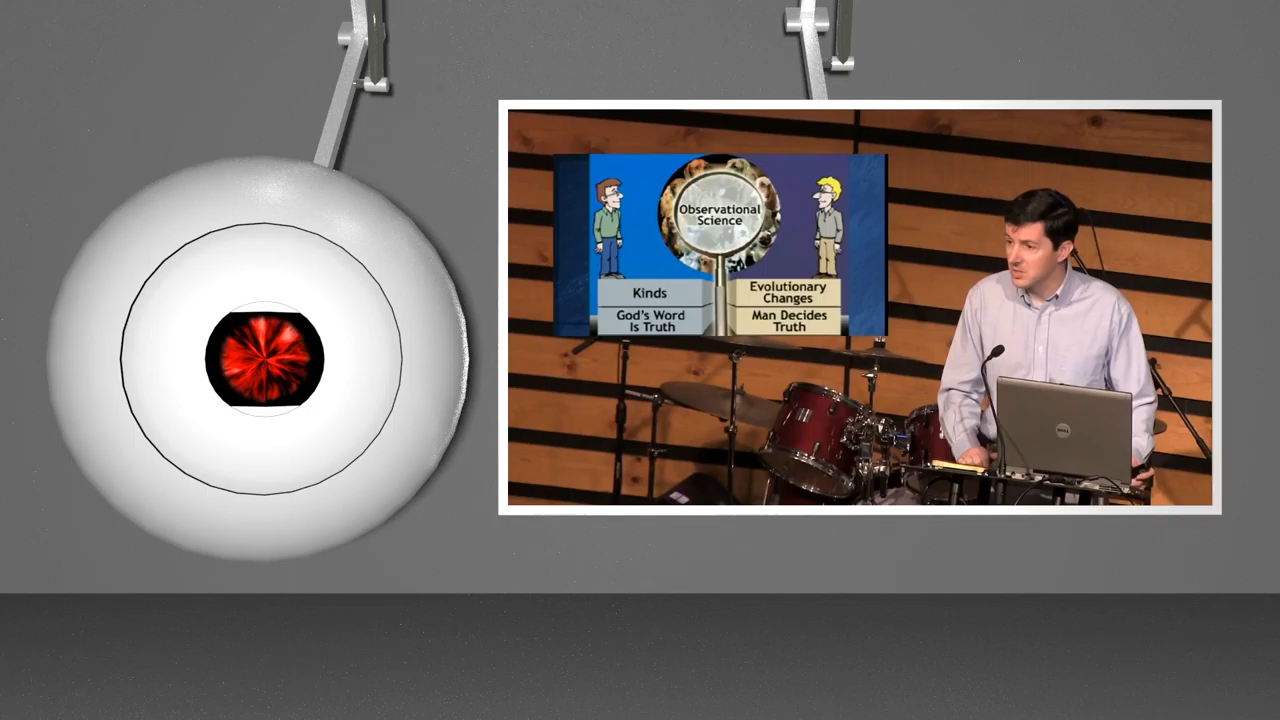 Observational
Science
Kinds
God's Word
Is Truth
Evolutionary
Changes
Man Decides
Truth
DELL